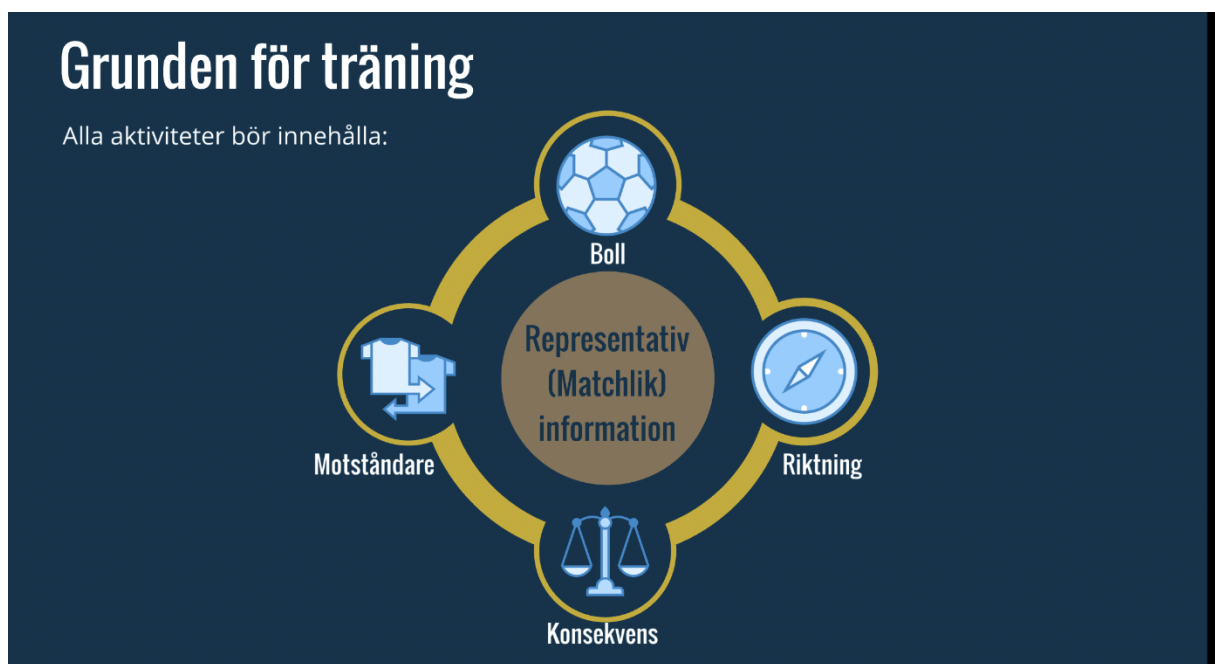 Grunden för träning
Alla aktiviteter bör innehålla:
Boll
Representativ
(Matchlik)
information
Motståndare
Riktning
Konsekvens